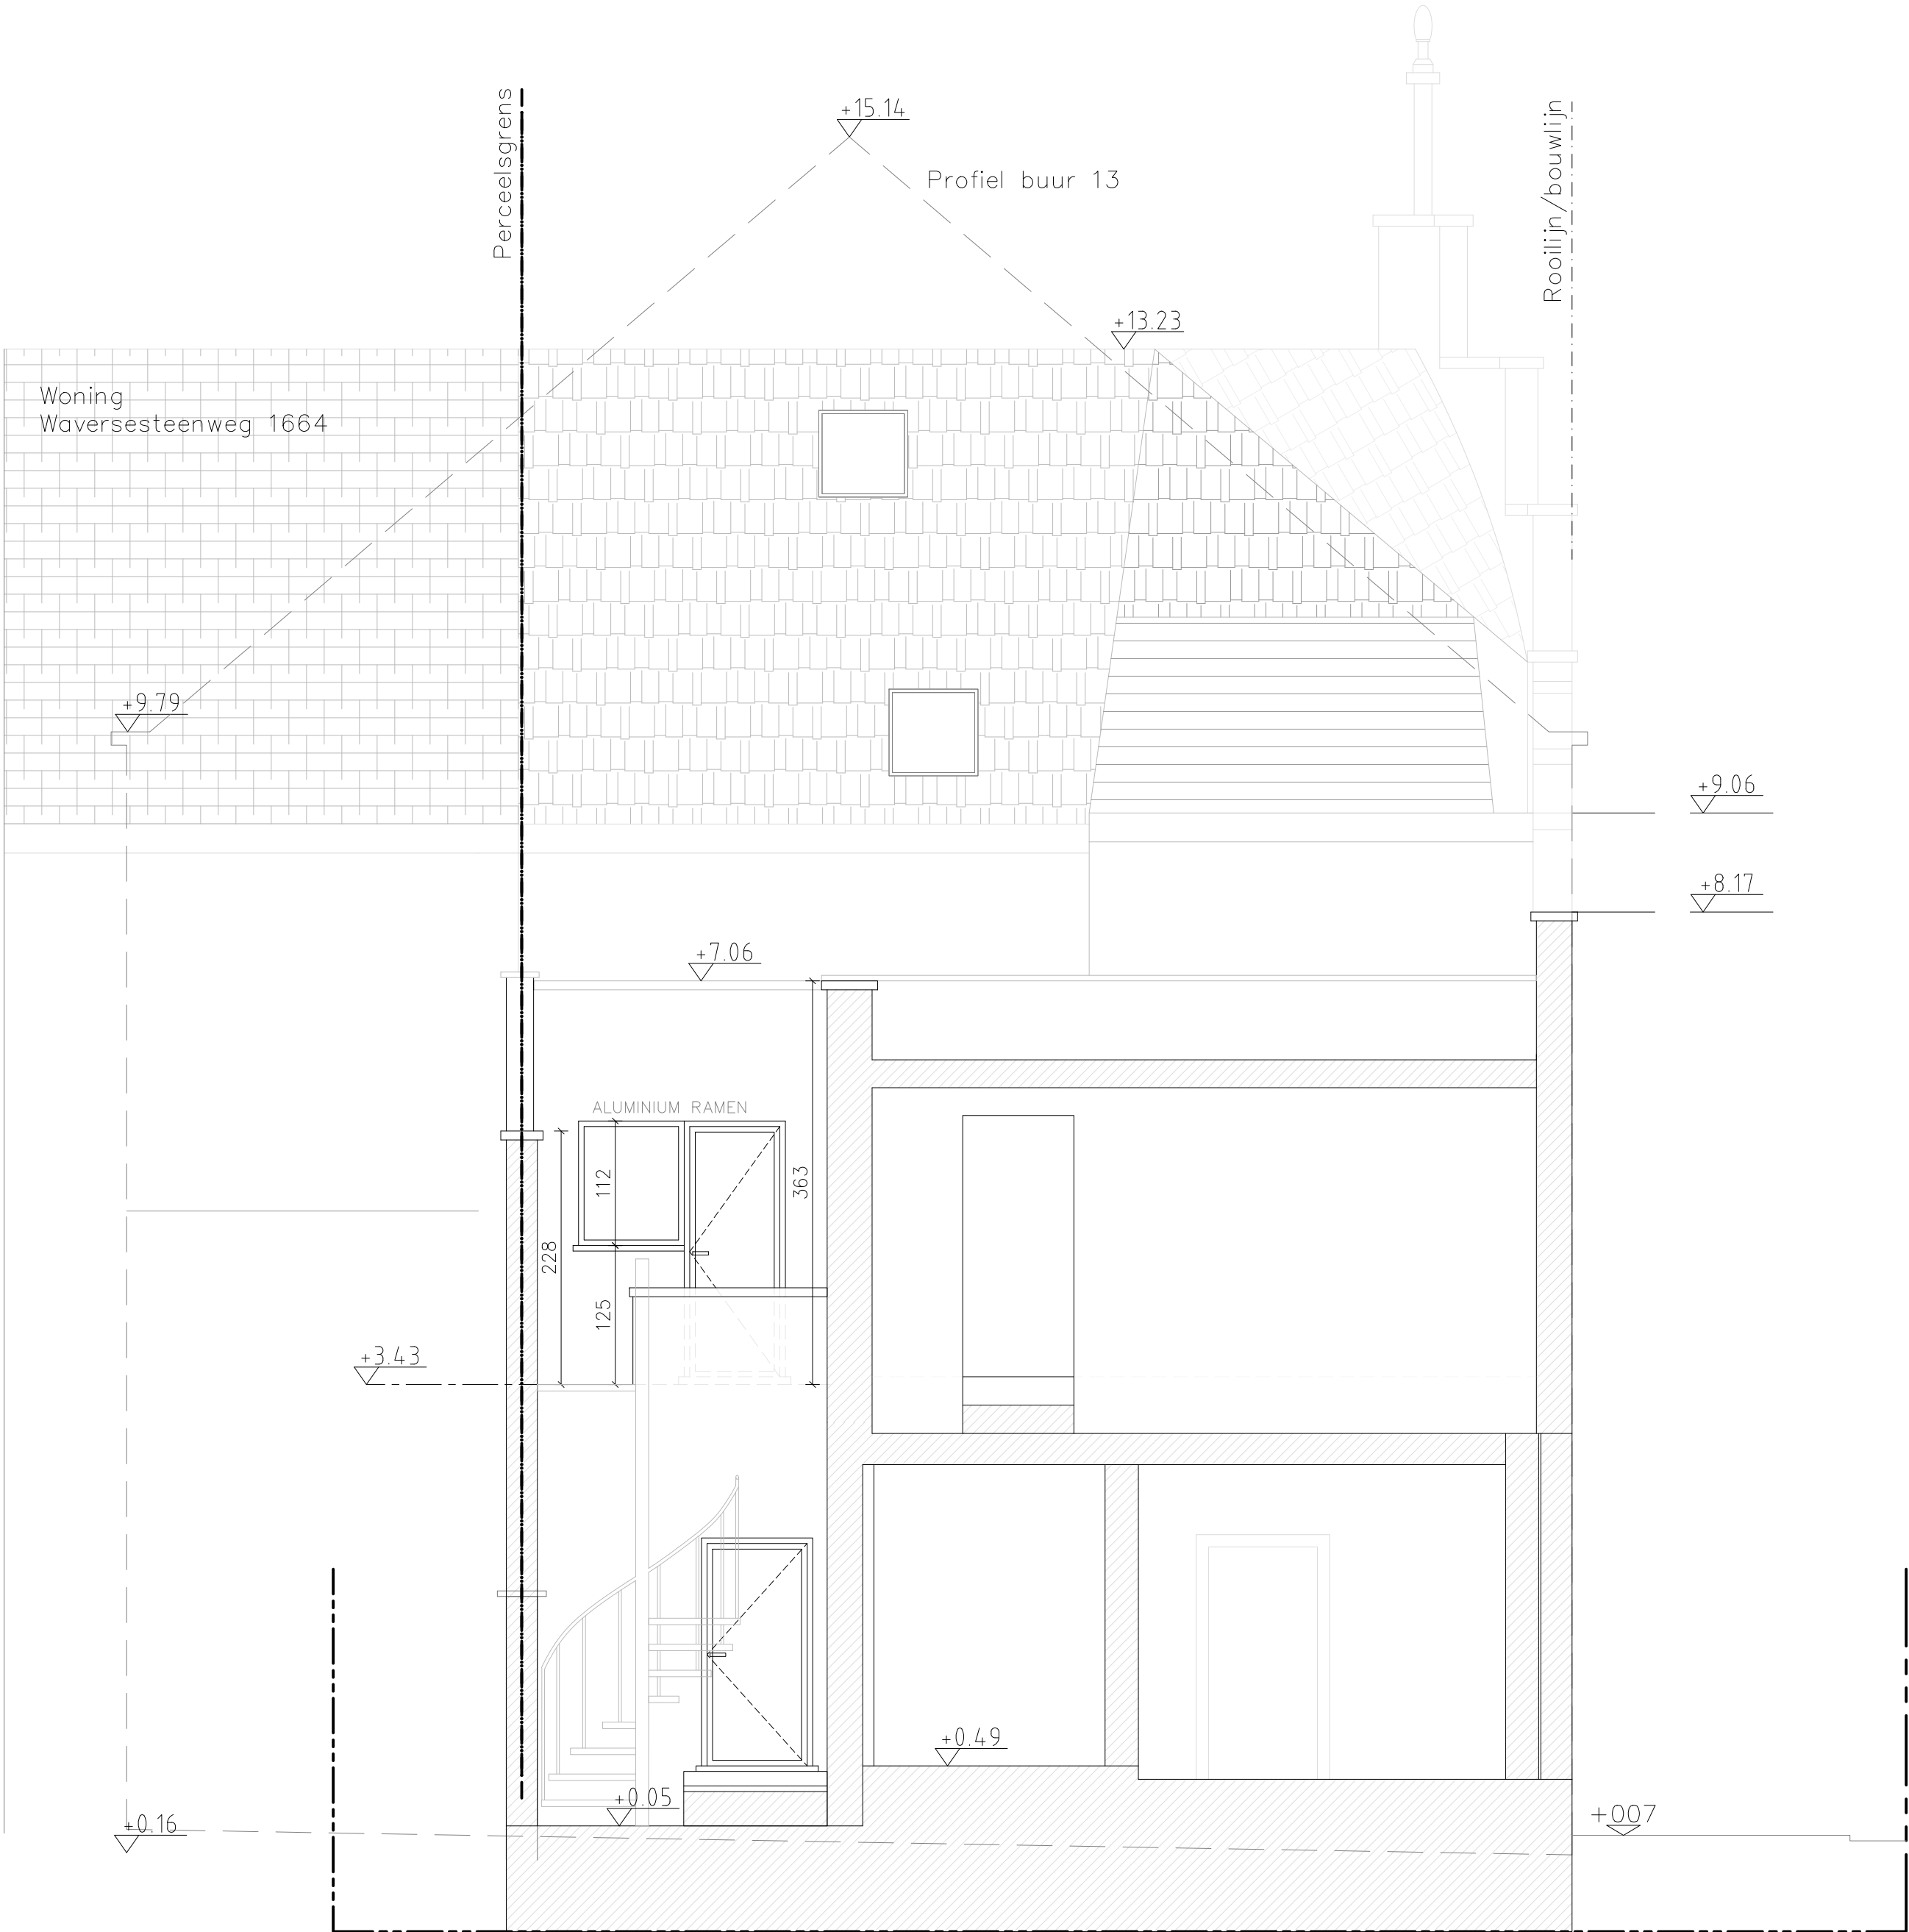 +15.14
Perceelsgrens
Profiel buur 13
Rooilijn/bouwlijn
+13.23
Woning
Waversesteenweg 1664
+9.79
+9.06
+8.17
+7.06
ALUMINIUM RAMEN
112
363
228
125
+3.43
+0.49
+0.05
+0.16
+007